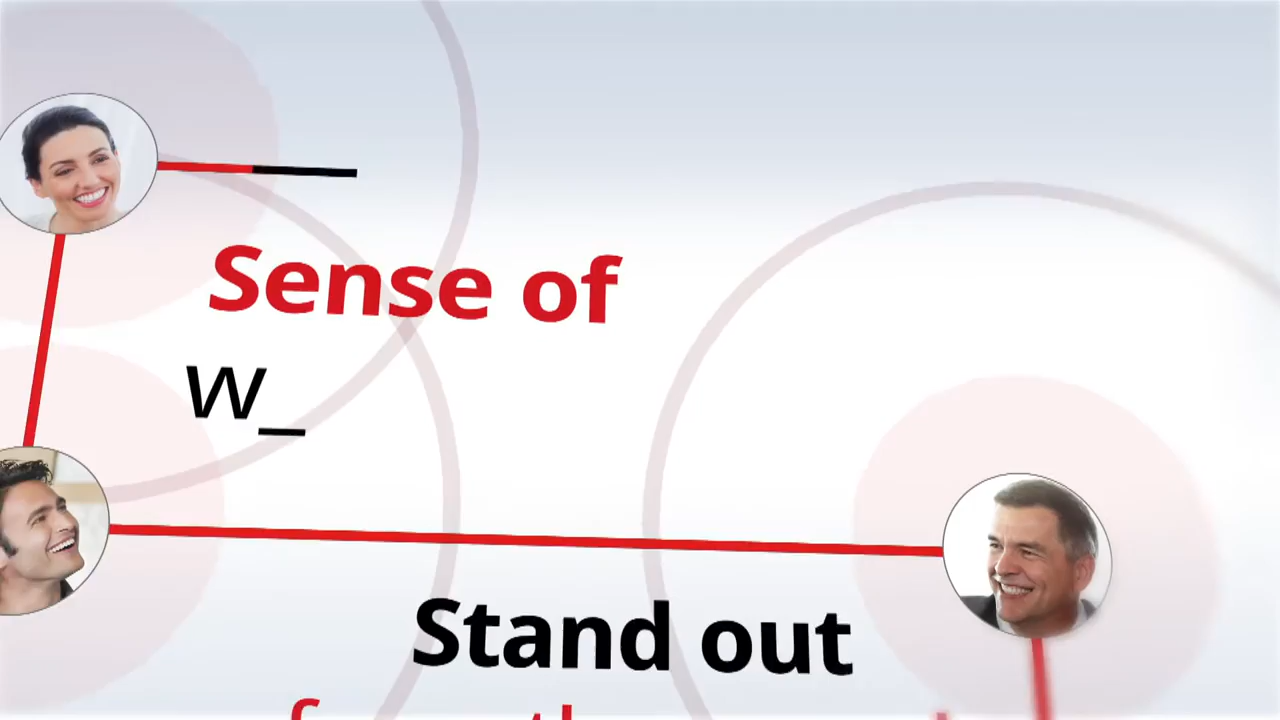 Sense of
w_
Stand out